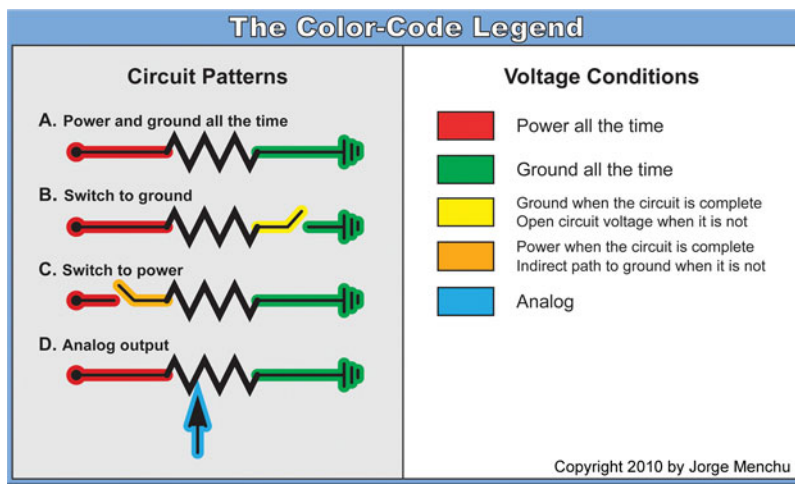 The Color-Code Legend
Circuit Patterns
A. Power and ground all the time
B. Switch to ground
C. Switch to power
D. Analog output
Voltage Conditions
Power all the time
Ground all the time
Ground when the circuit is complete
Open circuit voltage when it is not
Power when the circuit is complete
Indirect path to ground when it is not
Analog
Copyright 2010 by Jorge Menchu